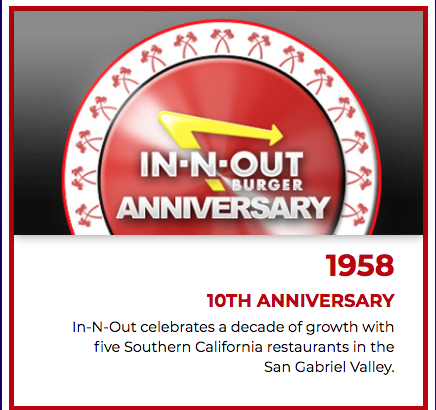 IN-N-OUT
BURGER
ANNIVERSARY
1958
10TH ANNIVERSARY
In-N-Out celebrates a decade of growth with
five Southern California restaurants in the
San Gabriel Valley.